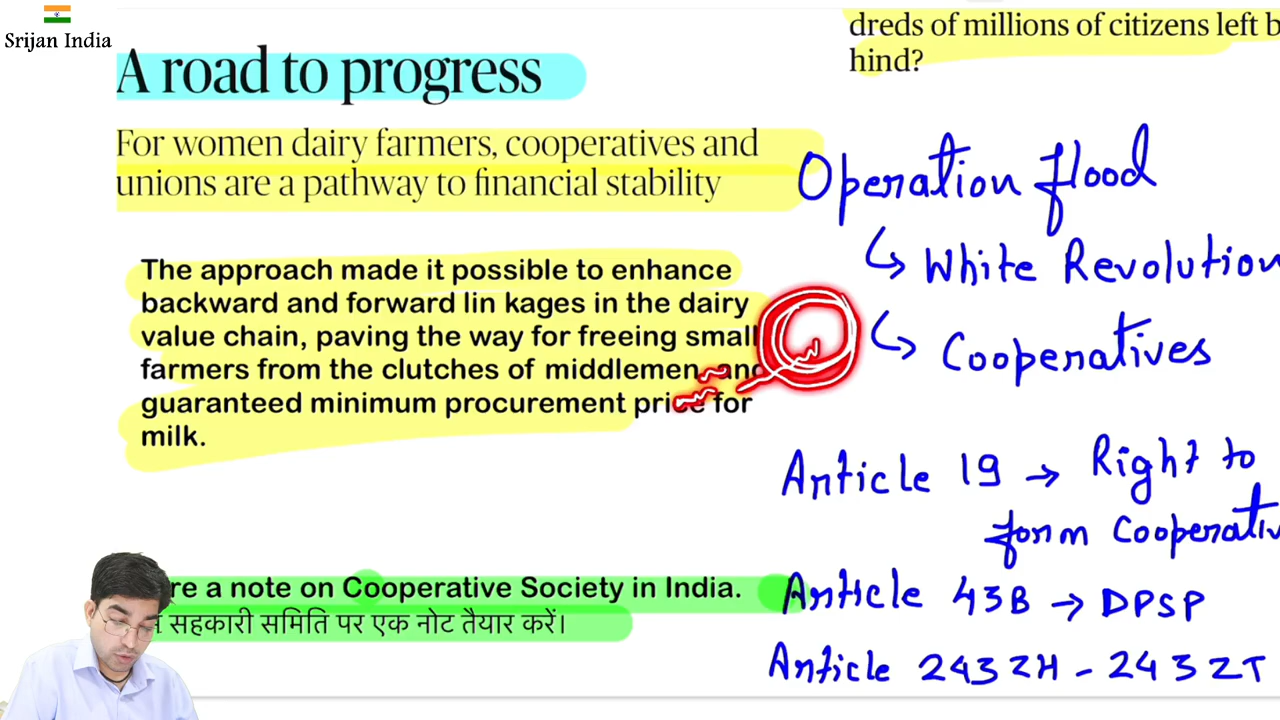 Srijan India
A road to progress
For women dairy farmers, cooperatives and
unions are a pathway to financial stability
The approach made it possible to enhance
backward and forward lin kages in the dairy
value chain, paving the way for freeing small
farmers from the clutches of middlemen, and
guaranteed minimum procurement price for
milk.
re a note on Cooperative Society in India.
सहकारी समिति पर एक नोट तैयार करें।
dreds of millions of citizens left b
hind?
Operation flood
↳ White Revolution
↳ Cooperatives
Article 19 → Right to
form Cooperativ
Article 43B → DPSP
Article 243ZH - 243ZT